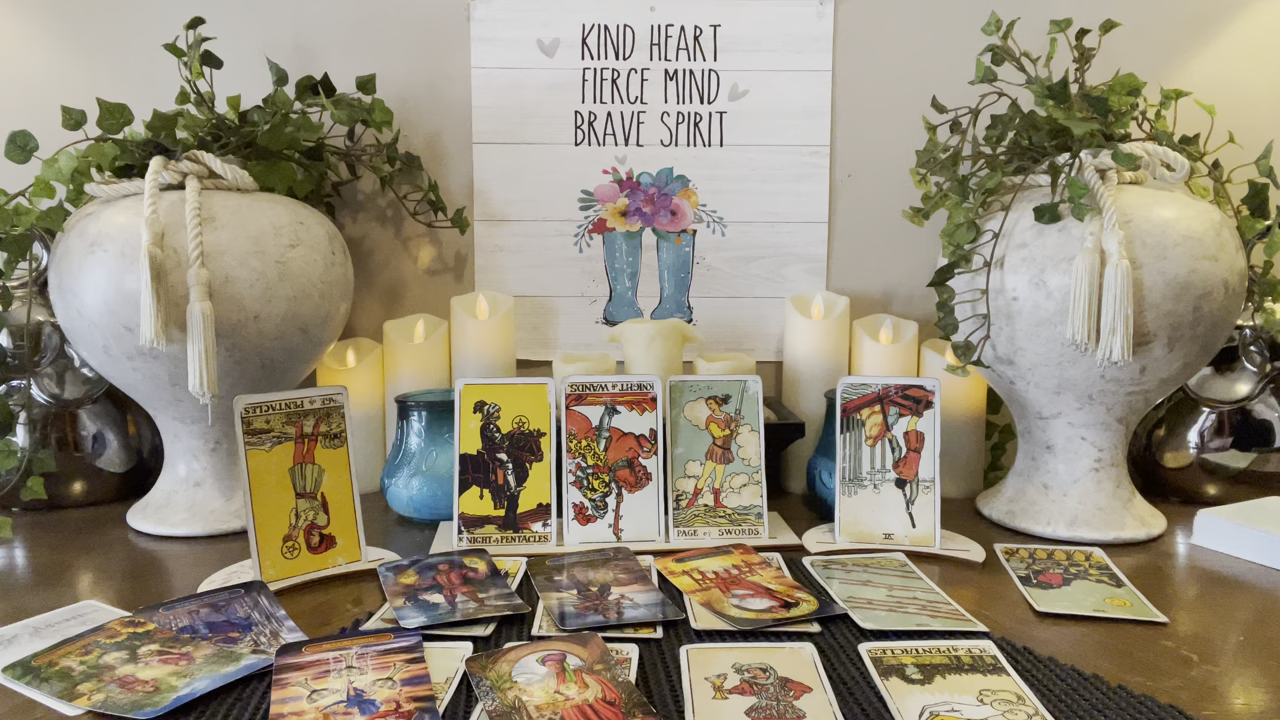 KIND HEART
FIERCE MIND
BRAVE SPIRIT
PAGE of PENTACLES
KNIGHT of PENTACLES.
KNIGHT of WANDS.
PAGE of SWORDS.
VI
ACE of PENTACLES